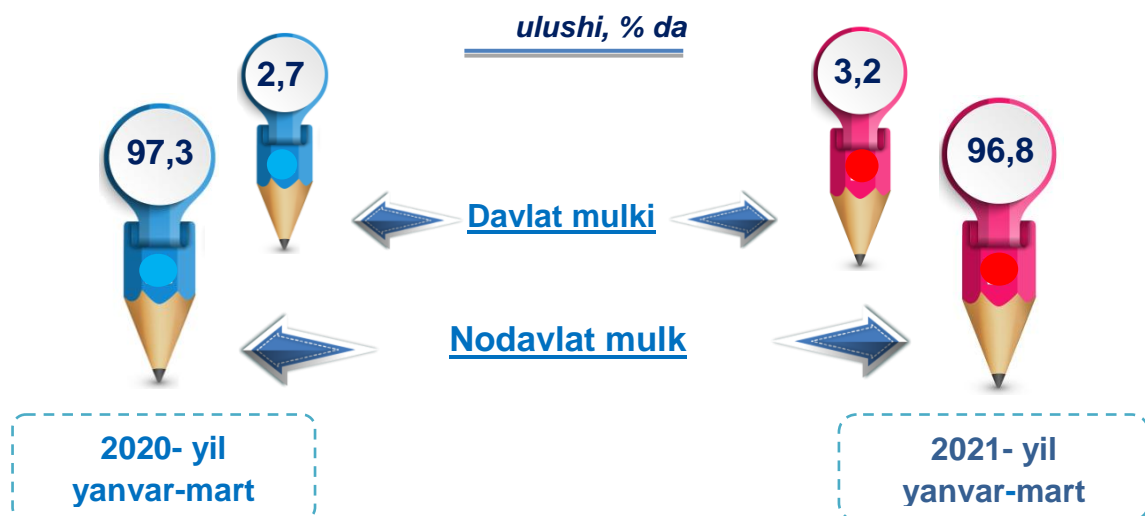 ulushi, % da
2,7
3,2
97,3
96,8
Davlat mulki
Nodavlat mulk
2020- yil
yanvar-mart
2021- yil
yanvar-mart